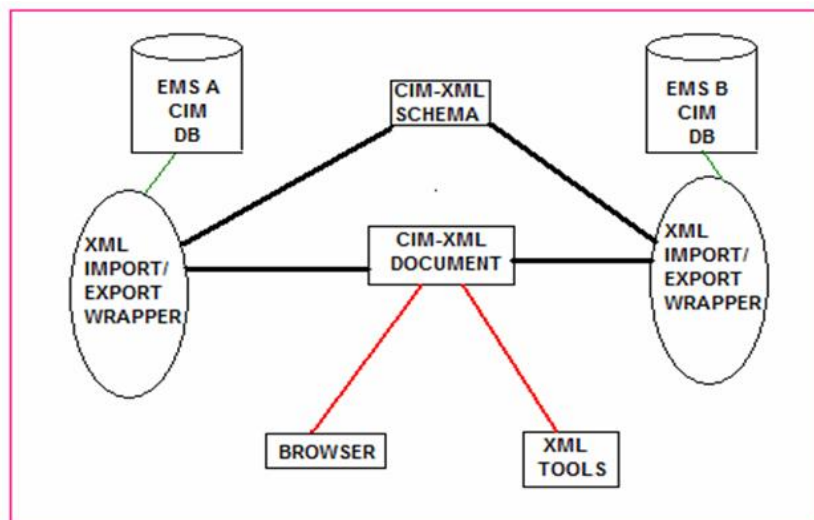 EMS A
CIM
DB
CIM-XML
SCHEMA
EMS B
CIM
DB
XML
IMPORT/
EXPORT
WRAPPER
CIM-XML
DOCUMENT
XML
IMPORT/
EXPORT
WRAPPER
BROWSER
XML
TOOLS